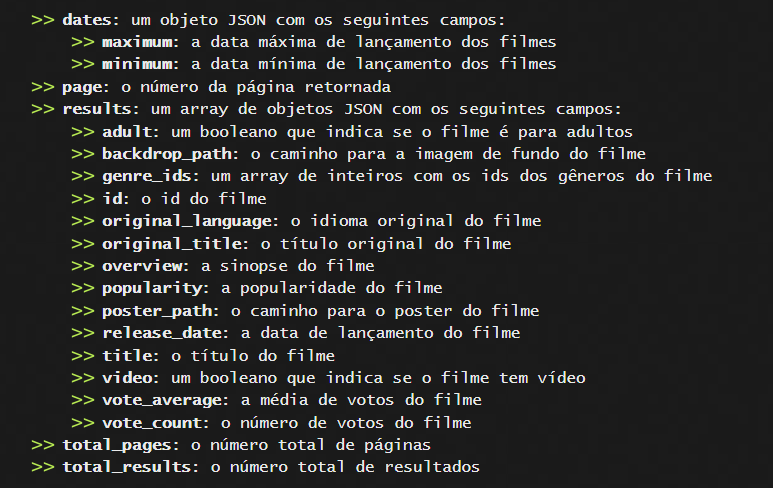 >> dates: um objeto JSON com os seguintes campos:
>> maximum: a data máxima de lançamento dos filmes
>> minimum: a data mínima de lançamento dos filmes
>> page: o número da página retornada
>> results: um array de objetos JSON com os seguintes campos:
>> adult: um booleano que indica se o filme é para adultos
>> backdrop_path: o caminho para a imagem de fundo do filme
>> genre_ids: um array de inteiros com os ids dos gêneros do filme
>> id: o id do filme
>> original_language: o idioma original do filme
>> original_title: o título original do filme
>> overview: a sinopse do filme
>> popularity: a popularidade do filme
>> poster_path: o caminho para o poster do filme
>> release_date: a data de lançamento do filme
>> title: o título do filme
>> video: um booleano que indica se o filme tem vídeo
>> vote_average: a média de votos do filme
>> vote_count: o número de votos do filme
>> total_pages: o número total de páginas
>> total_results: o número total de resultados